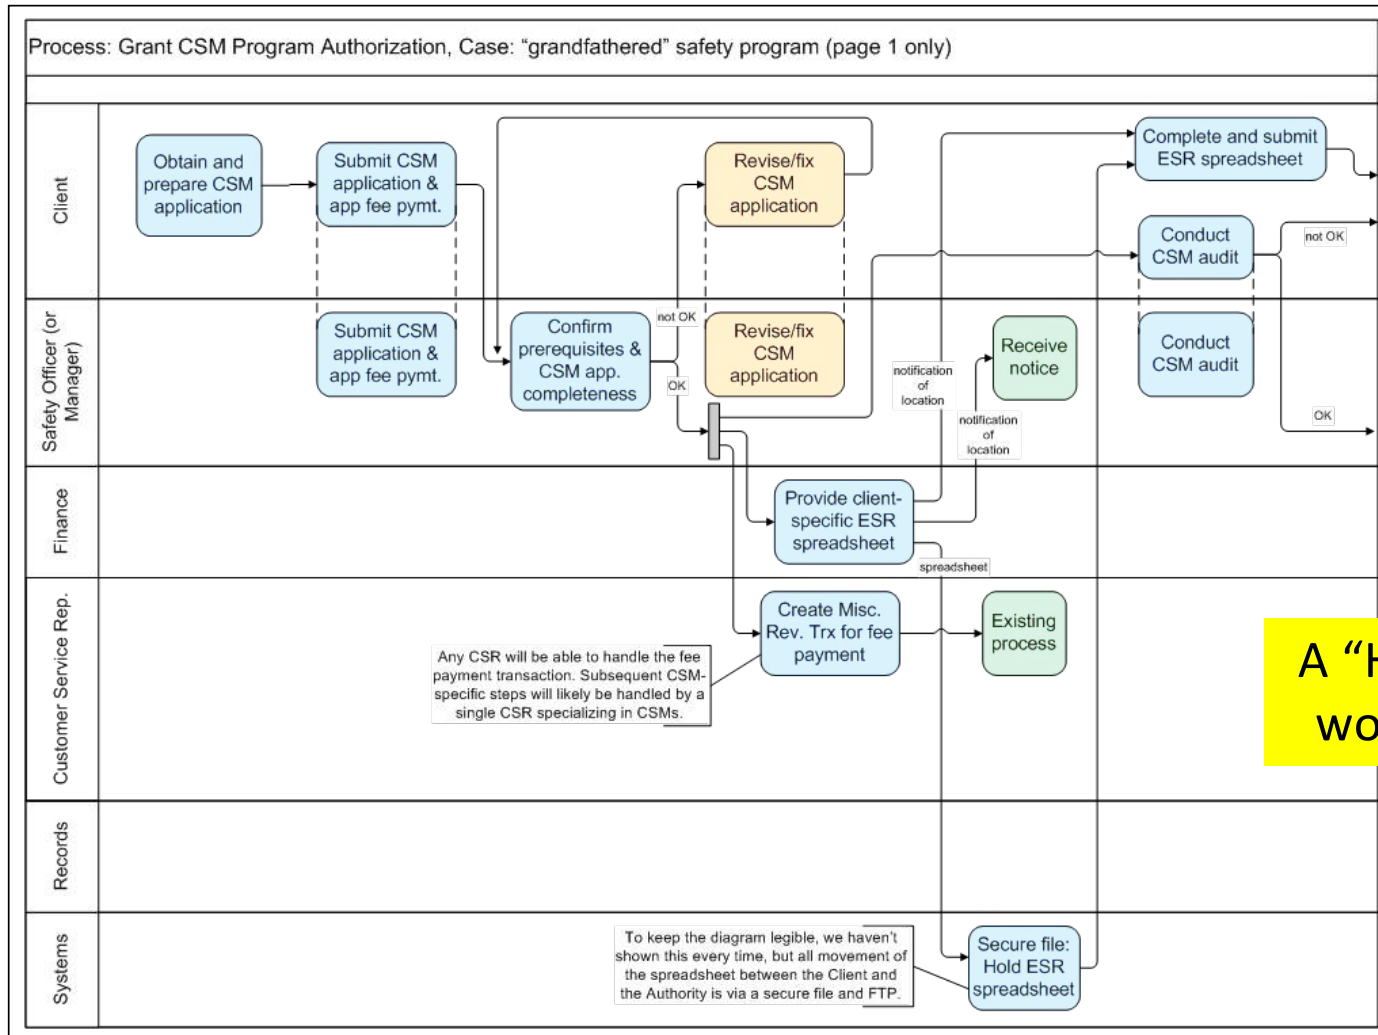 Process: Grant CSM Program Authorization, Case: “grandfathered” safety program (page 1 only)
Client
Obtain and
prepare CSM
application
Submit CSM
application &
app fee pymt.
Revise/fix
CSM
application
Complete and submit
ESR spreadsheet
Conduct
CSM audit
not OK
Safety Officer (or
Manager)
Submit CSM
application &
app fee pymt.
Confirm
prerequisites &
CSM app.
completeness
not OK
OK
Revise/fix
CSM
application
notification
of
location
Receive
notice
notification
of
location
Conduct
CSM audit
OK
Finance
Provide client-
specific ESR
spreadsheet
spreadsheet
Customer Service Rep.
Create Misc.
Rev. Trx for fee
payment
Existing
process
Any CSR will be able to handle the fee
payment transaction. Subsequent CSM-
specific steps will likely be handled by a
single CSR specializing in CSMs.
A “H
wo
Records
Systems
To keep the diagram legible, we haven’t
shown this every time, but all movement of
the spreadsheet between the Client and
the Authority is via a secure file and FTP.
Secure file:
Hold ESR
spreadsheet